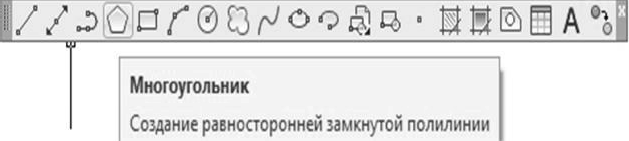 A
Многоугольник
Создание равносторонней замкнутой полилинии